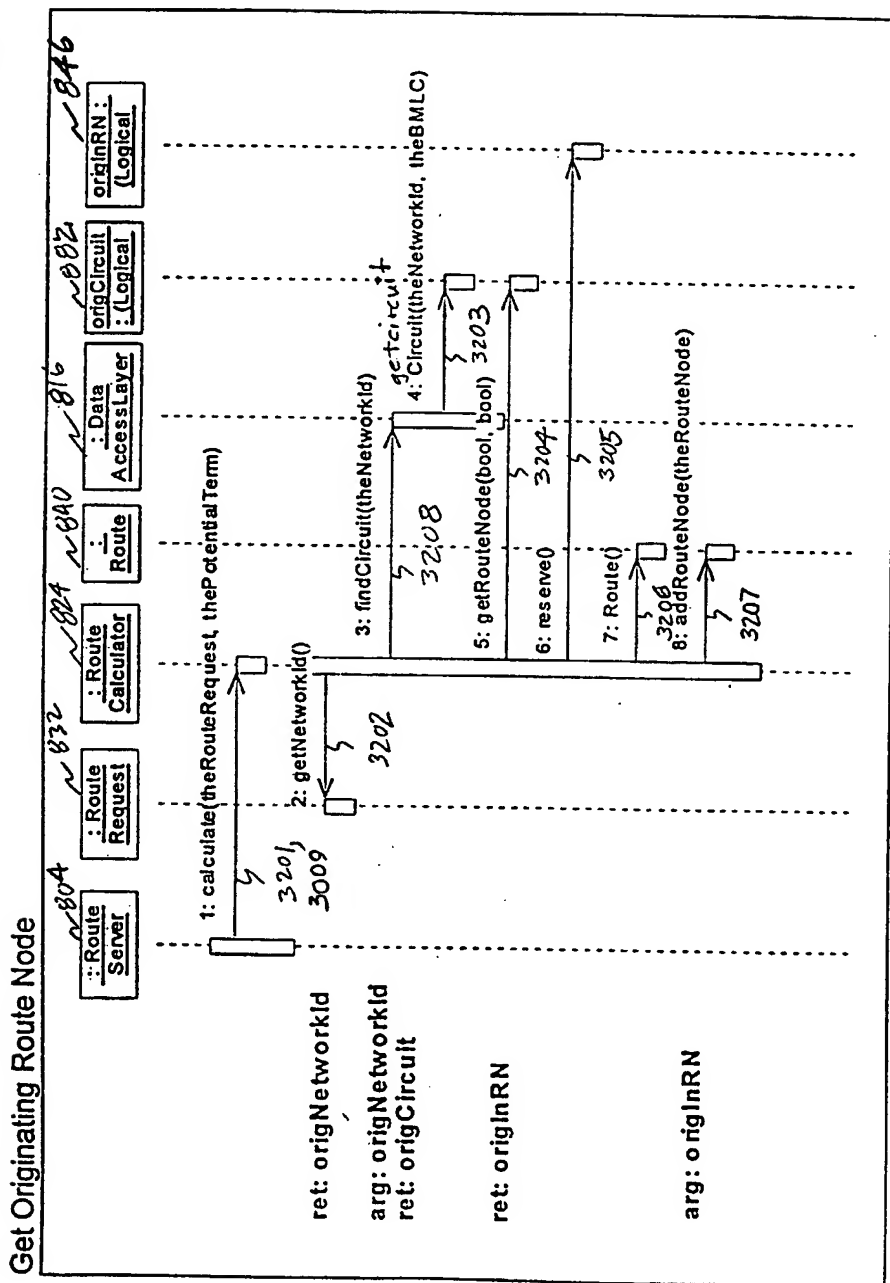 Get Originating Route Node
~804
: Route
Server
~832
: Route
Request
~824
: Route
Calculator
~840
:
Route
~816
: Data
AccessLayer
~882
origCircuit
: (Logical
~846
originRN :
(Logical
1: calculate(theRouteRequest, thePotentialTerm)
3201,
3009
ret: origNetworkId
2: getNetworkId()
3202
arg: origNetworkId
ret: origCircuit
3: findCircuit(theNetworkId)
3208
getcircuit
4: Circuit(theNetworkId, theBMLC)
3203
ret: originRN
5: getRouteNode(bool, bool)
3204
6: reserve()
3205
7: Route()
3206
arg: originRN
8: addRouteNode(theRouteNode)
3207